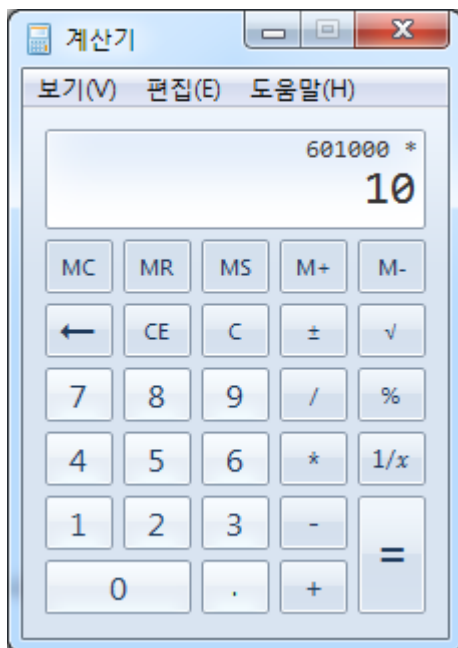 계산기
보기(V) 편집(E) 도움말(H)
601000 *
10
MC MR MS M+ M-
← CE C ± √
7 8 9 / %
4 5 6 * 1/x
1 2 3 - =
0 . +